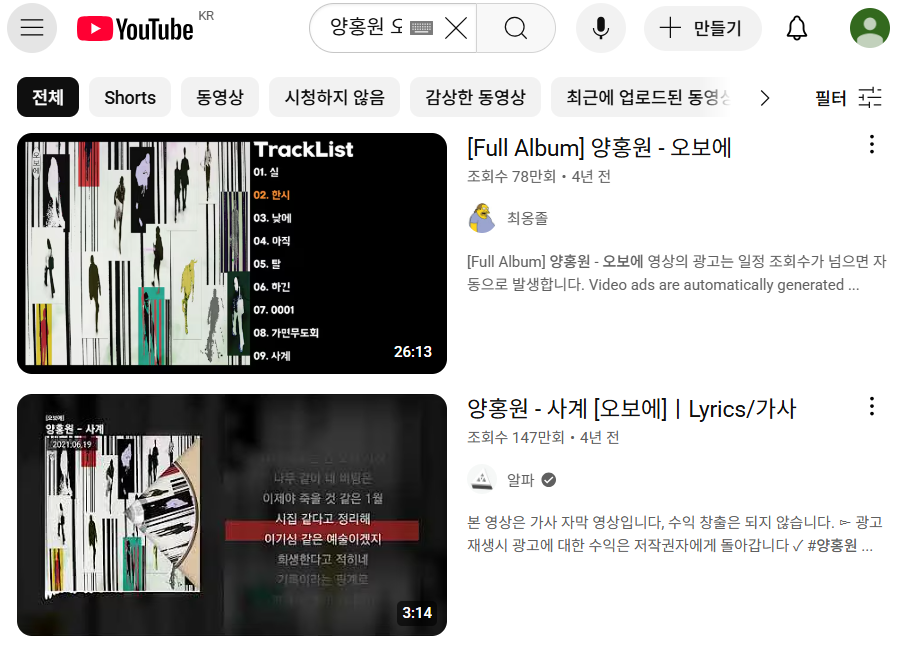 YouTube KR
양홍원 오
만들기
전체
Shorts
동영상
시청하지 않음
감상한 동영상
최근에 업로드된 동영상
필터
오보에
TrackList
01. 실
02. 한시
03. 낮에
04. 아직
05. 탈
06. 하긴
07. 0001
08. 가면무도회
09. 사계
26:13
[Full Album] 양홍원 - 오보에
조회수 78만회 • 4년 전
최옹졸
[Full Album] 양홍원 - 오보에 영상의 광고는 일정 조회수가 넘으면 자
동으로 발생합니다. Video ads are automatically generated ...
[오보에]
양홍원 - 사계
2021.06.19
나무 같이 네 버팀은
이제야 죽을 것 같은 1월
시집 같다고 정리해
이기심 같은 예술이겠지
희생한다고 적히네
기록이라는 핑계로
3:14
양홍원 - 사계 [오보에]ㅣLyrics/가사
조회수 147만회 • 4년 전
알파
본 영상은 가사 자막 영상입니다, 수익 창출은 되지 않습니다. ➳ 광고
재생시 광고에 대한 수익은 저작권자에게 돌아갑니다 ✓ #양홍원 ...